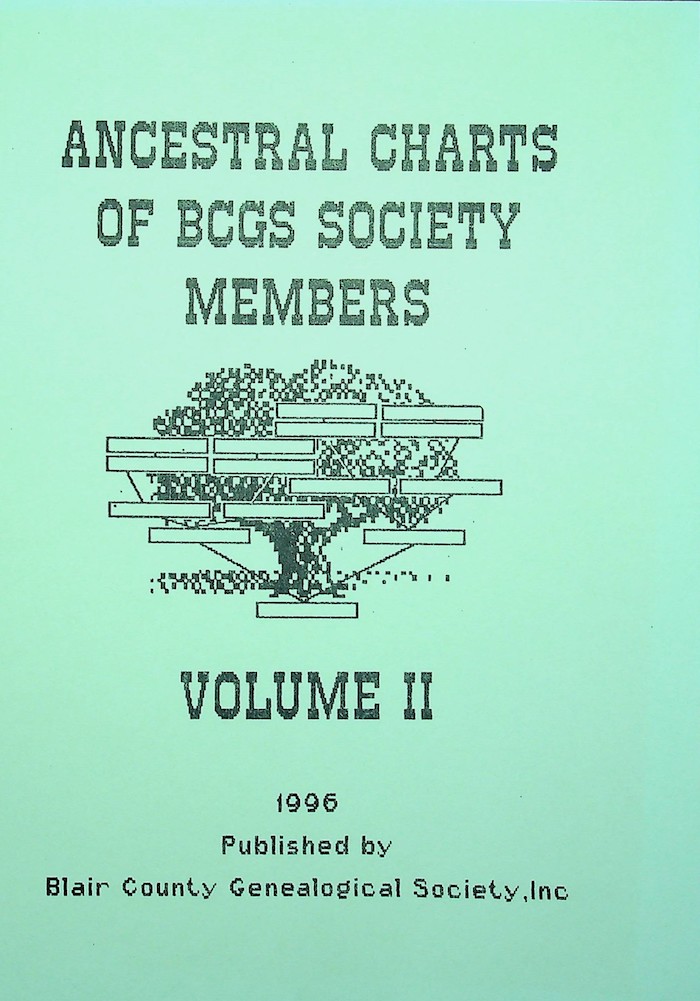 ANCESTRAL CHARTS
OF BCGS SOCIETY
MEMBERS
VOLUME II
1996
Published by
Blair County Genealogical Society,Inc